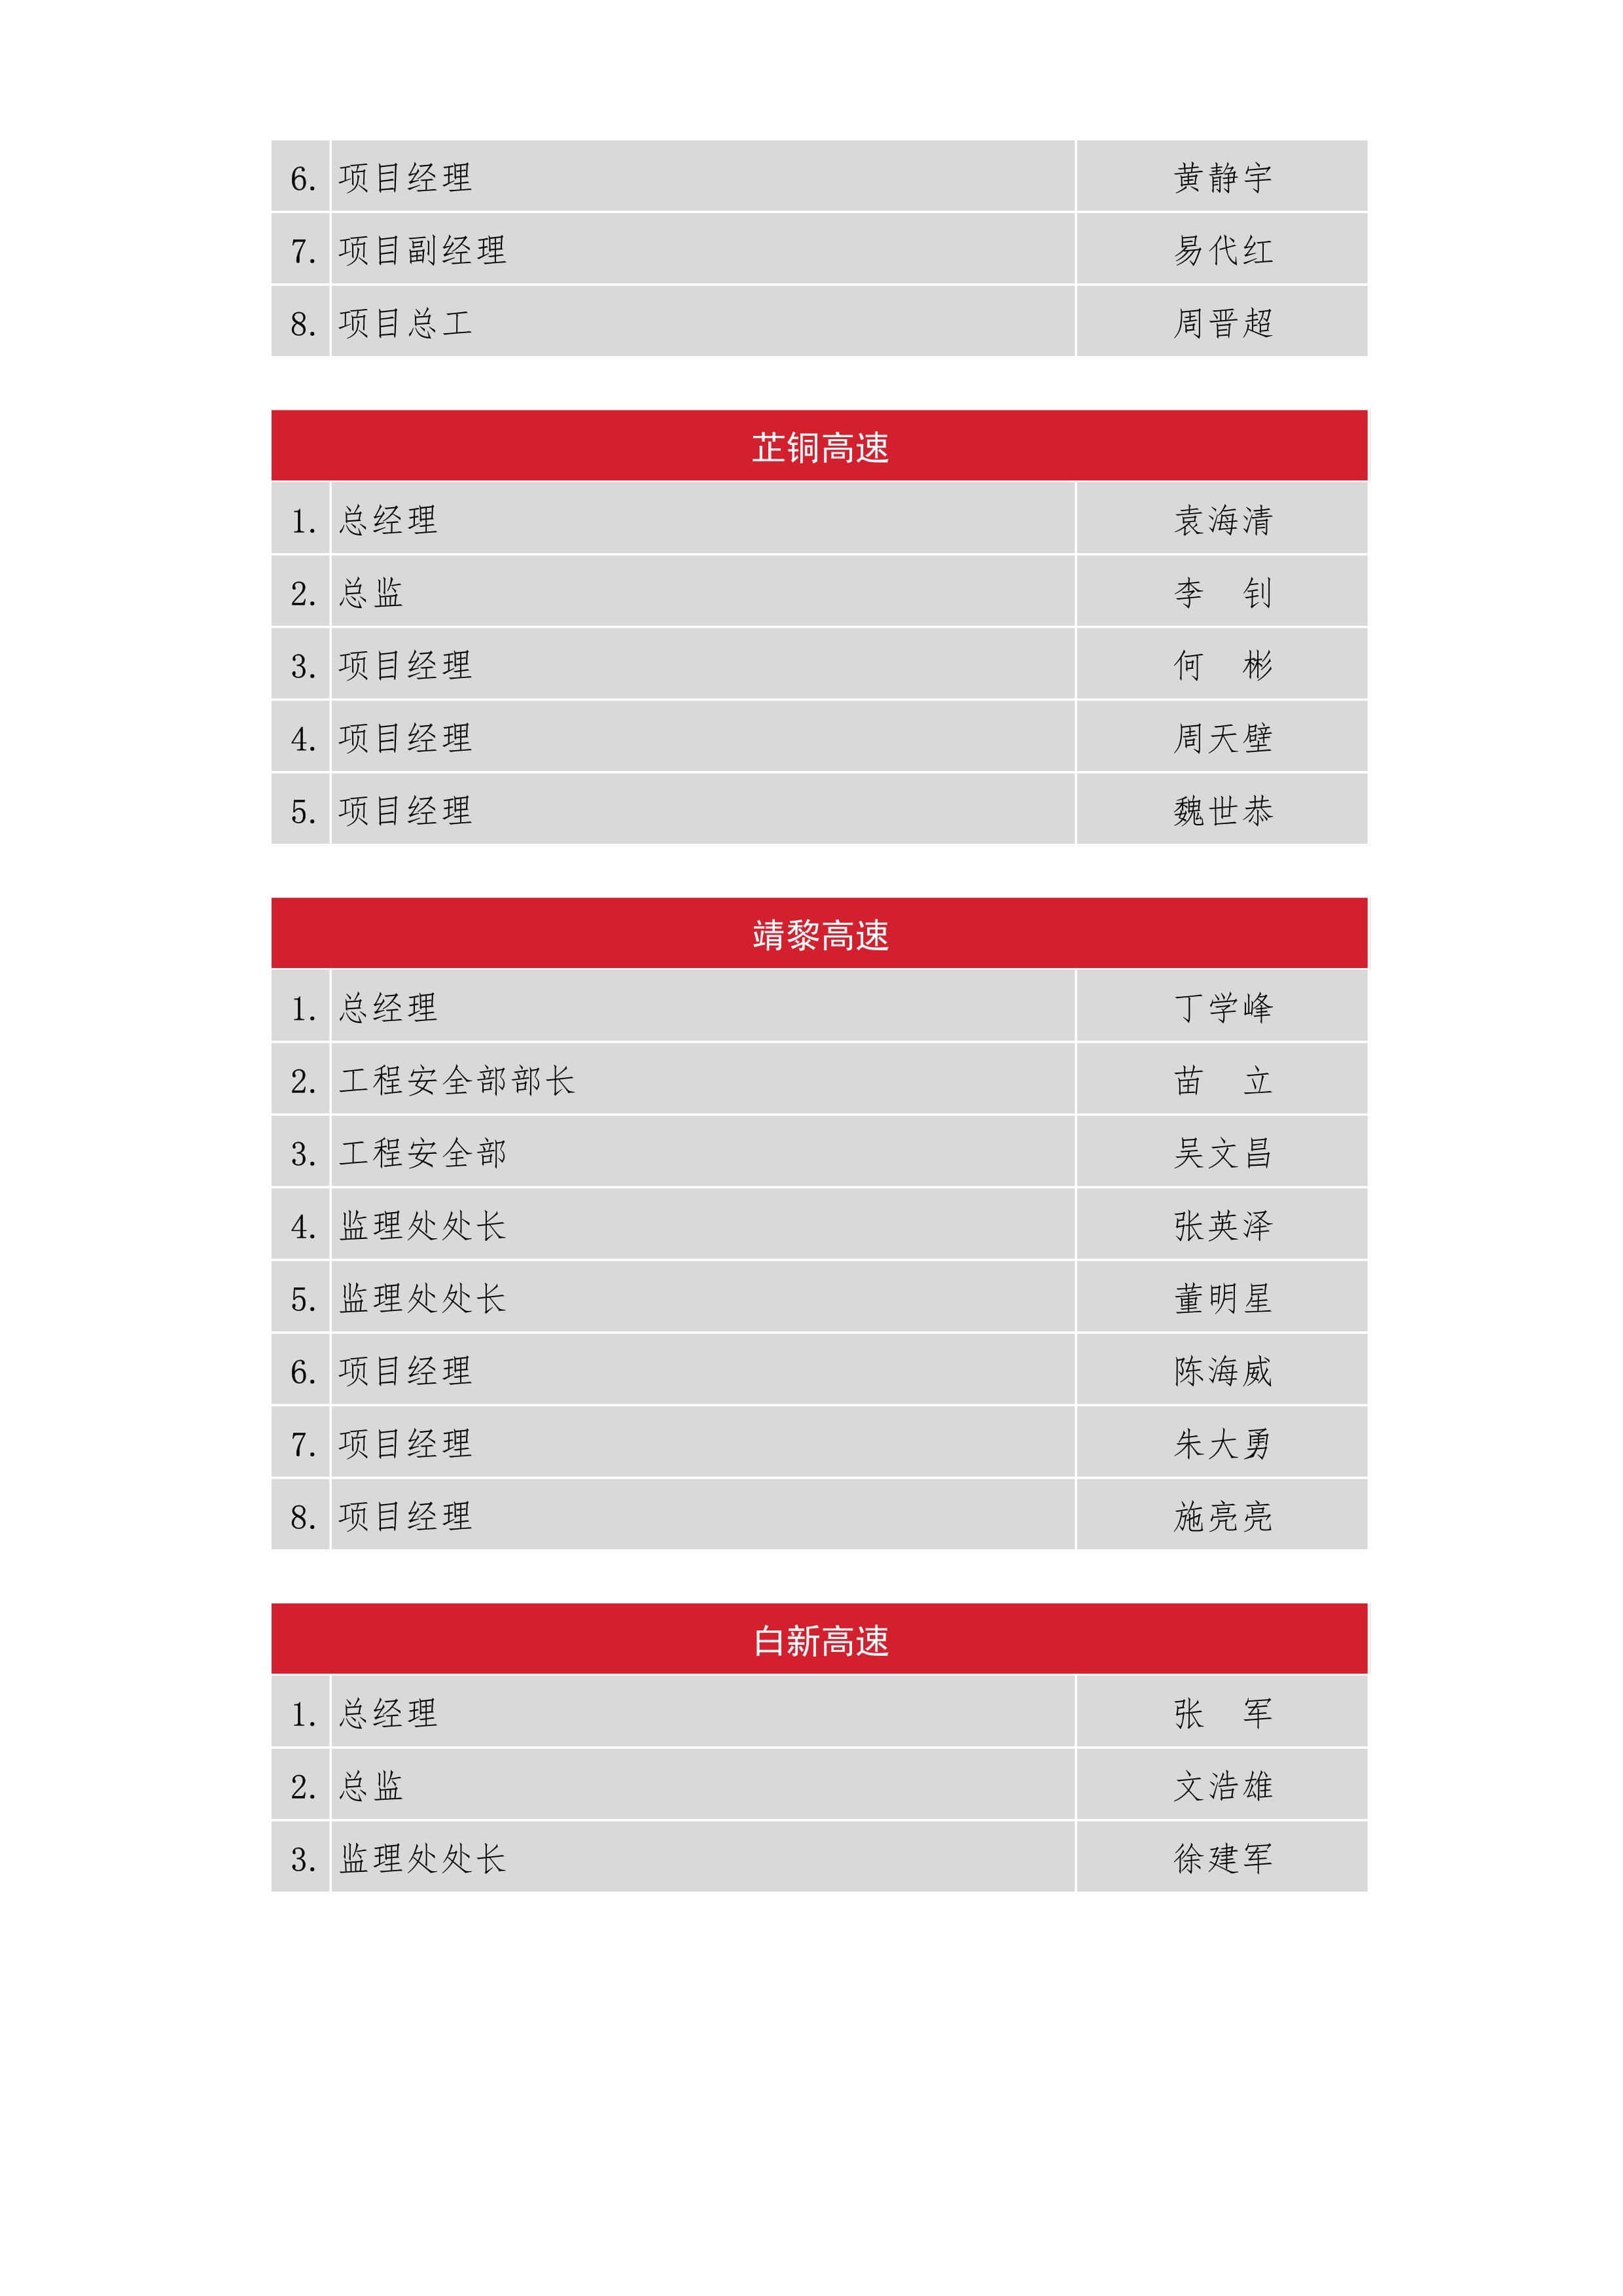 6. 项目经理 黄静宇
7. 项目副经理 易代红
8. 项目总工 周晋超
芷铜高速
1. 总经理 袁海清
2. 总监 李 钊
3. 项目经理 何 彬
4. 项目经理 周天壁
5. 项目经理 魏世恭
靖黎高速
1. 总经理 丁学峰
2. 工程安全部部长 苗 立
3. 工程安全部 吴文昌
4. 监理处处长 张英泽
5. 监理处处长 董明星
6. 项目经理 陈海威
7. 项目经理 朱大勇
8. 项目经理 施亮亮
白新高速
1. 总经理 张 军
2. 总监 文浩雄
3. 监理处处长 徐建军